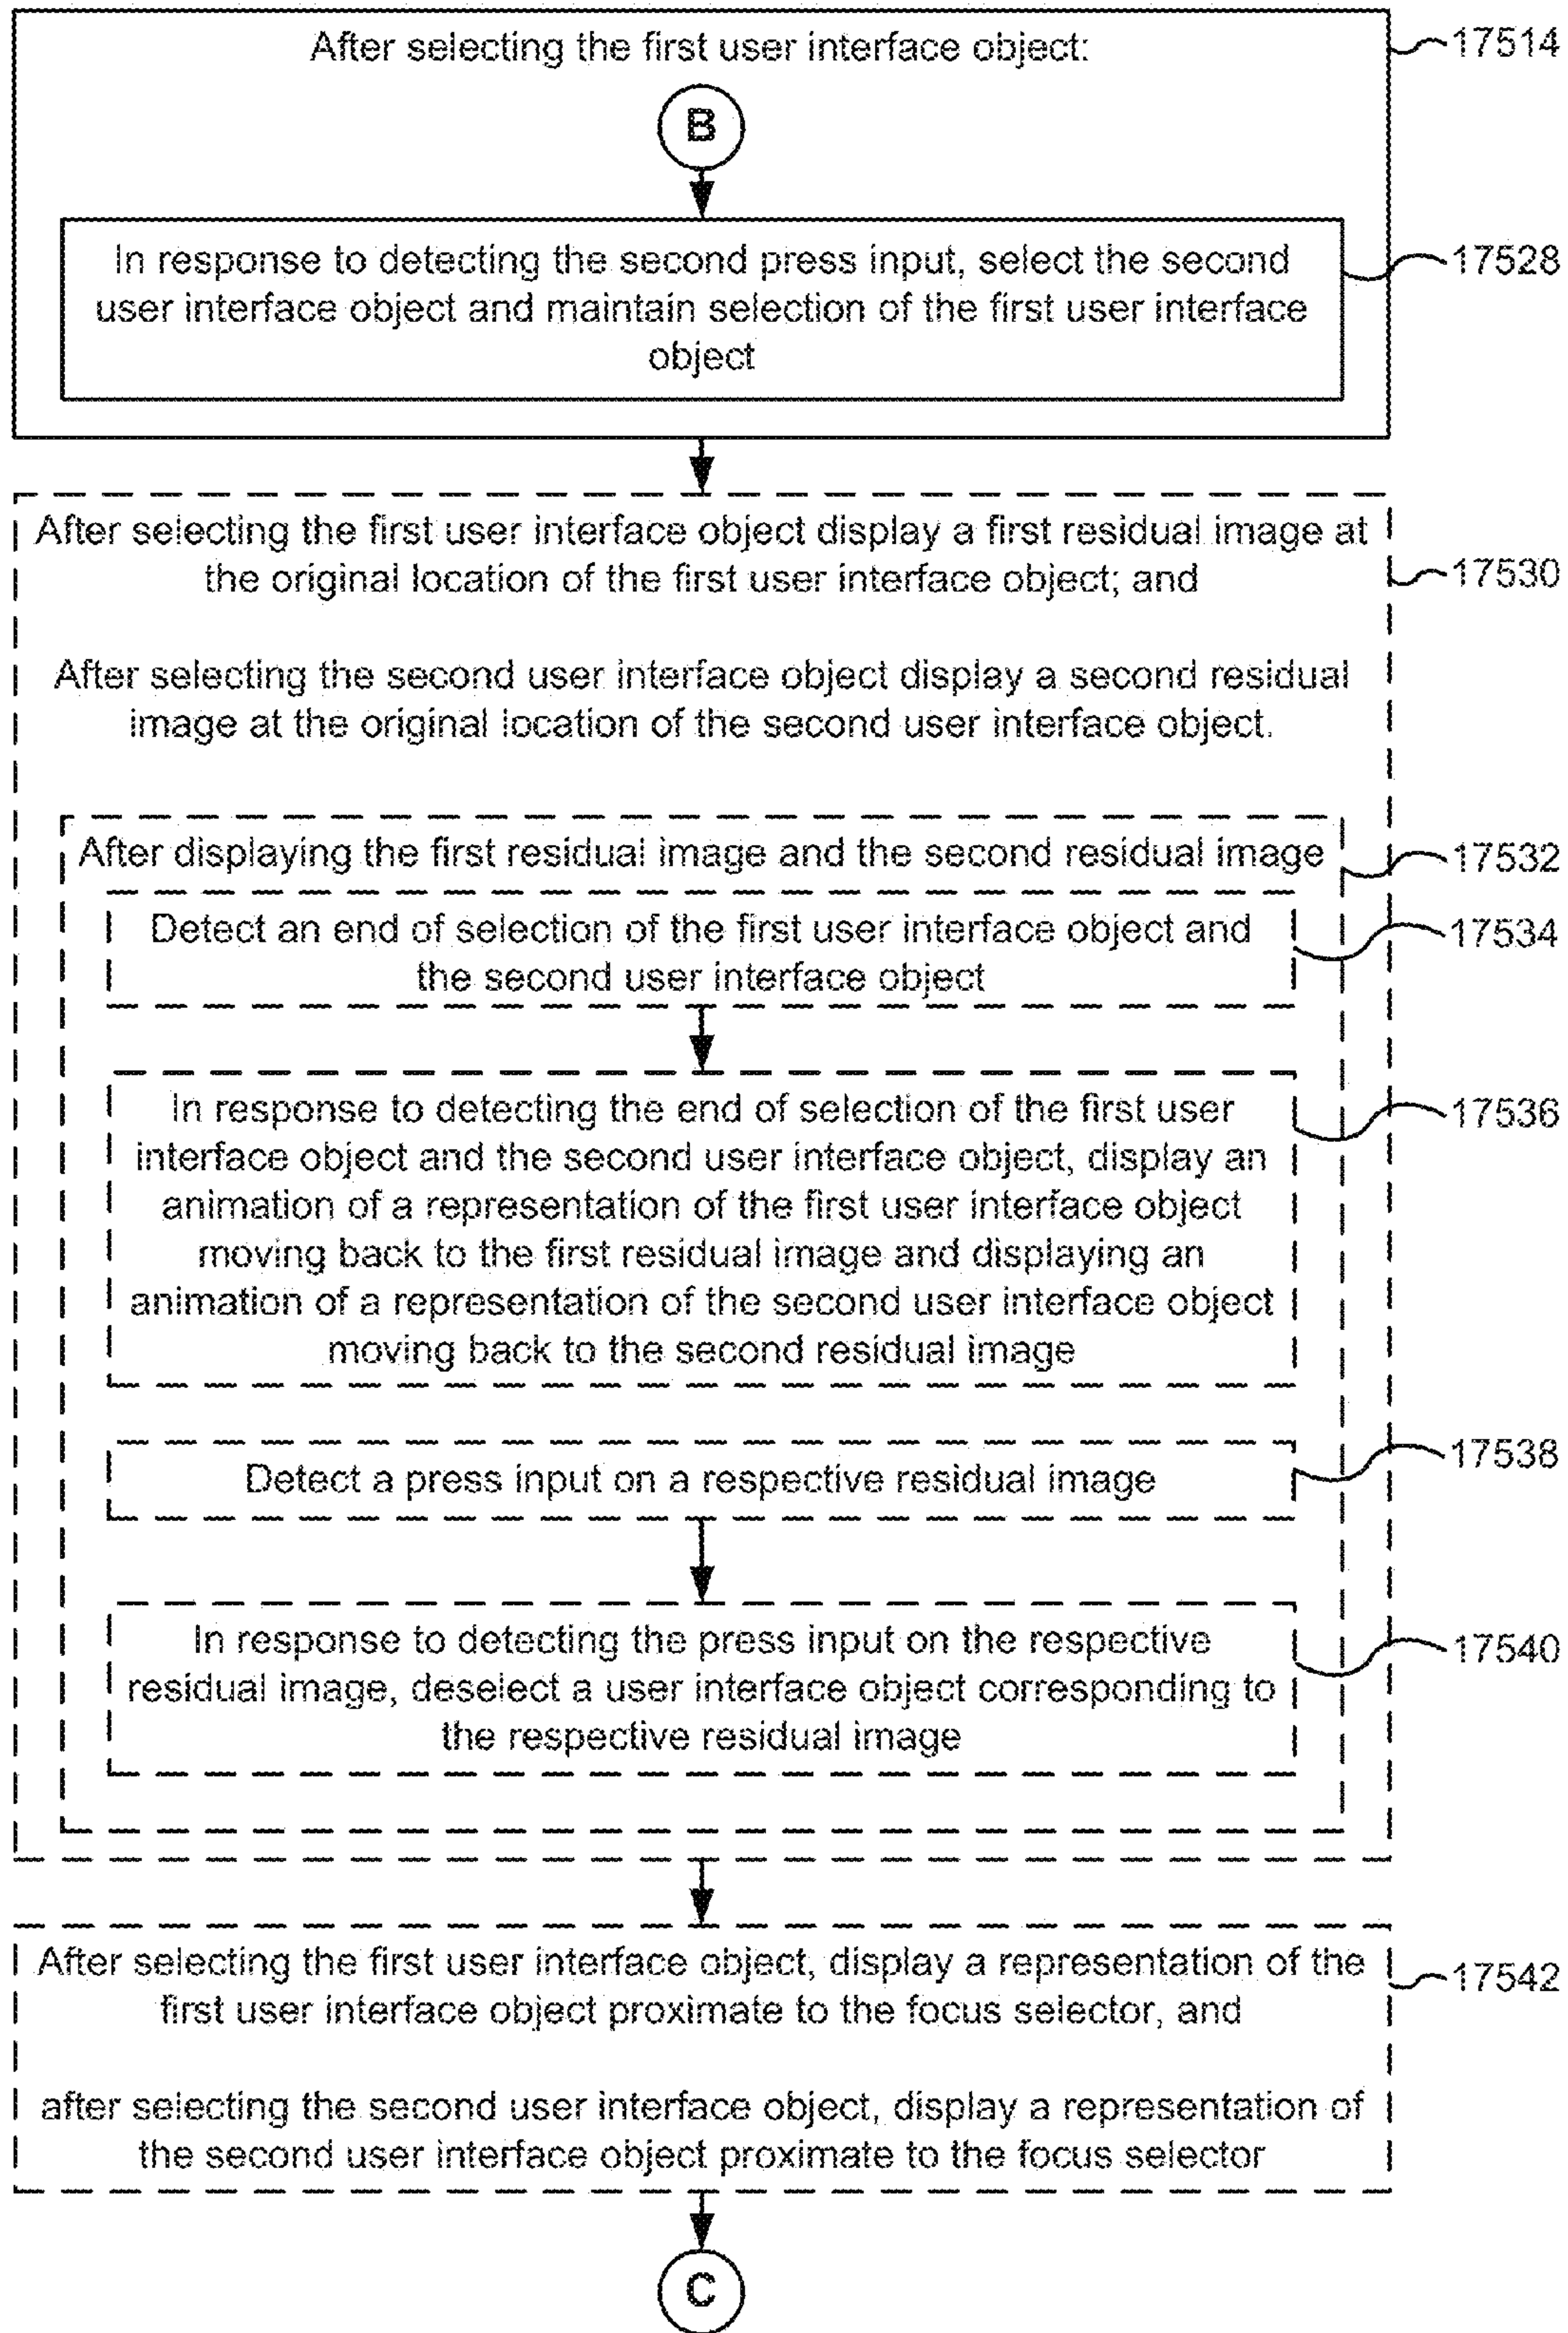 After selecting the first user interface object:
17514
B
In response to detecting the second press input, select the second
user interface object and maintain selection of the first user interface
object
17528
After selecting the first user interface object display a first residual image at
the original location of the first user interface object; and
17530
After selecting the second user interface object display a second residual
image at the original location of the second user interface object.
After displaying the first residual image and the second residual image
17532
Detect an end of selection of the first user interface object and
the second user interface object
17534
In response to detecting the end of selection of the first user
interface object and the second user interface object, display an
animation of a representation of the first user interface object
moving back to the first residual image and displaying an
animation of a representation of the second user interface object
moving back to the second residual image
17536
Detect a press input on a respective residual image
17538
In response to detecting the press input on the respective
residual image, deselect a user interface object corresponding to
the respective residual image
17540
After selecting the first user interface object, display a representation of the
first user interface object proximate to the focus selector, and
17542
after selecting the second user interface object, display a representation of
the second user interface object proximate to the focus selector
C